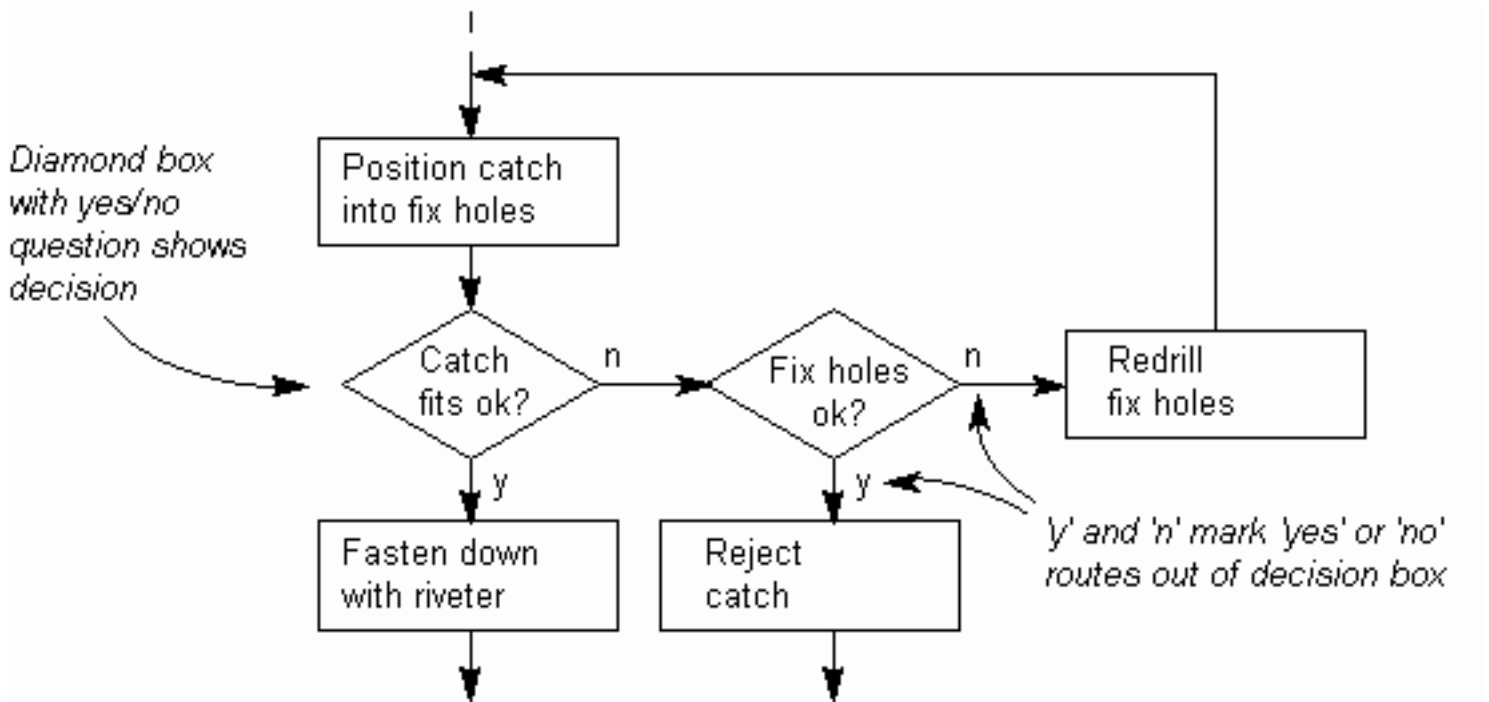 Diamond box
with yes/no
question shows
decision
Position catch
into fix holes
Catch
fits ok?
n
y
Fix holes
ok?
n
y
Redrill
fix holes
Fasten down
with riveter
Reject
catch
'y' and 'n' mark 'yes' or 'no'
routes out of decision box